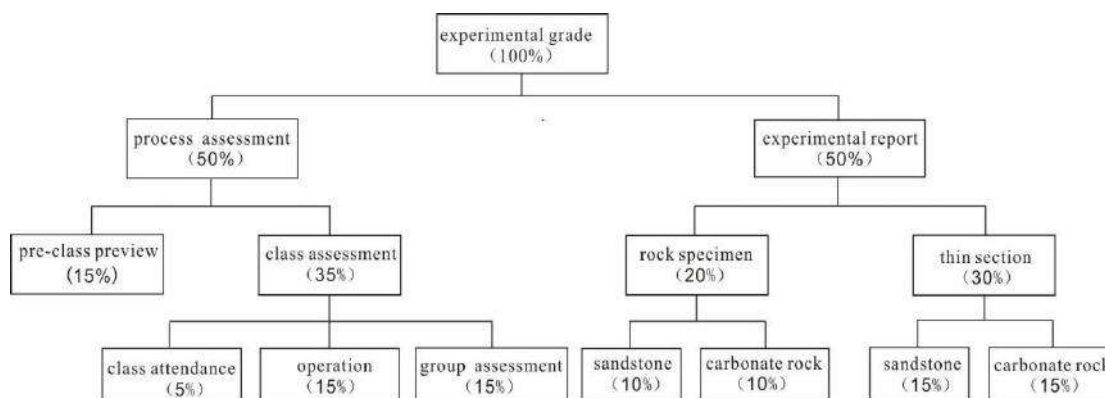 experimental grade
(100%)
process assessment
(50%)
experimental report
(50%)
pre-class preview
(15%)
class assessment
(35%)
rock specimen
(20%)
thin section
(30%)
class attendance
(5%)
operation
(15%)
group assessment
(15%)
sandstone
(10%)
carbonate rock
(10%)
sandstone
(15%)
carbonate rock
(15%)